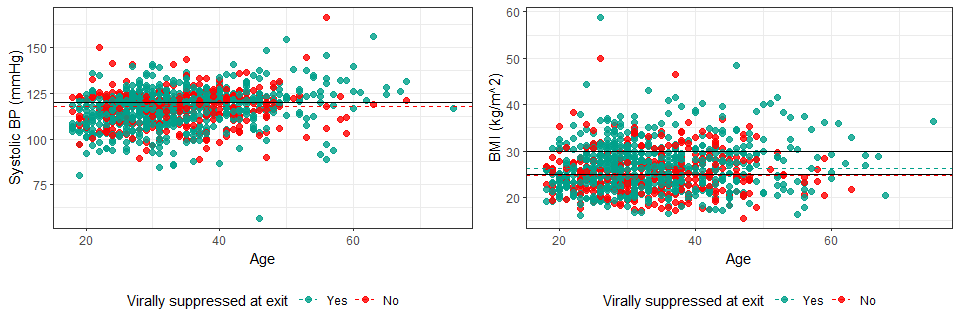 Systolic BP (mmHg)
150
125
100
75
20
40
60
Age
Virally suppressed at exit
Yes
No
BMI (kg/m^2)
60
50
40
30
20
20
40
60
Age
Virally suppressed at exit
Yes
No